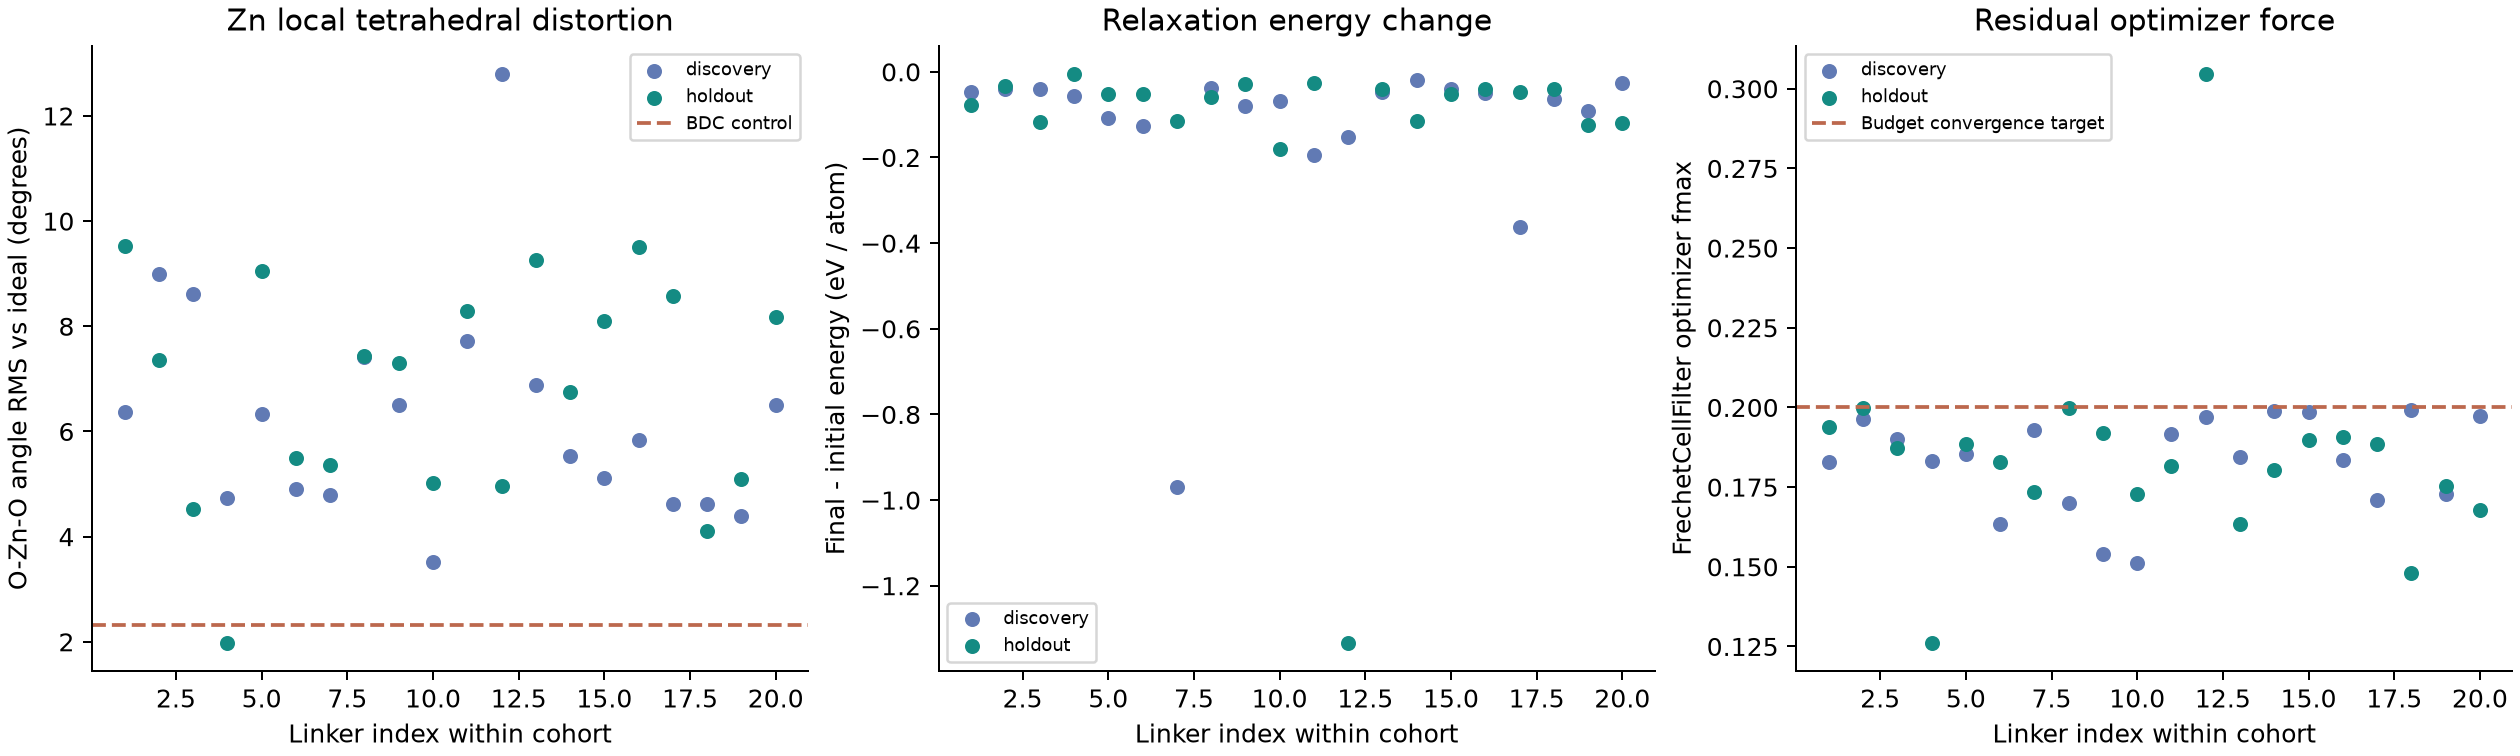 Zn local tetrahedral distortion
O-Zn-O angle RMS vs ideal (degrees)
12
10
8
6
4
2
discovery
holdout
BDC control
2.5 5.0 7.5 10.0 12.5 15.0 17.5 20.0
Linker index within cohort
Relaxation energy change
Final - initial energy (eV / atom)
0.0
−0.2
−0.4
−0.6
−0.8
−1.0
−1.2
discovery
holdout
2.5 5.0 7.5 10.0 12.5 15.0 17.5 20.0
Linker index within cohort
Residual optimizer force
FrechetCellFilter optimizer fmax
0.300
0.275
0.250
0.225
0.200
0.175
0.150
0.125
discovery
holdout
Budget convergence target
2.5 5.0 7.5 10.0 12.5 15.0 17.5 20.0
Linker index within cohort